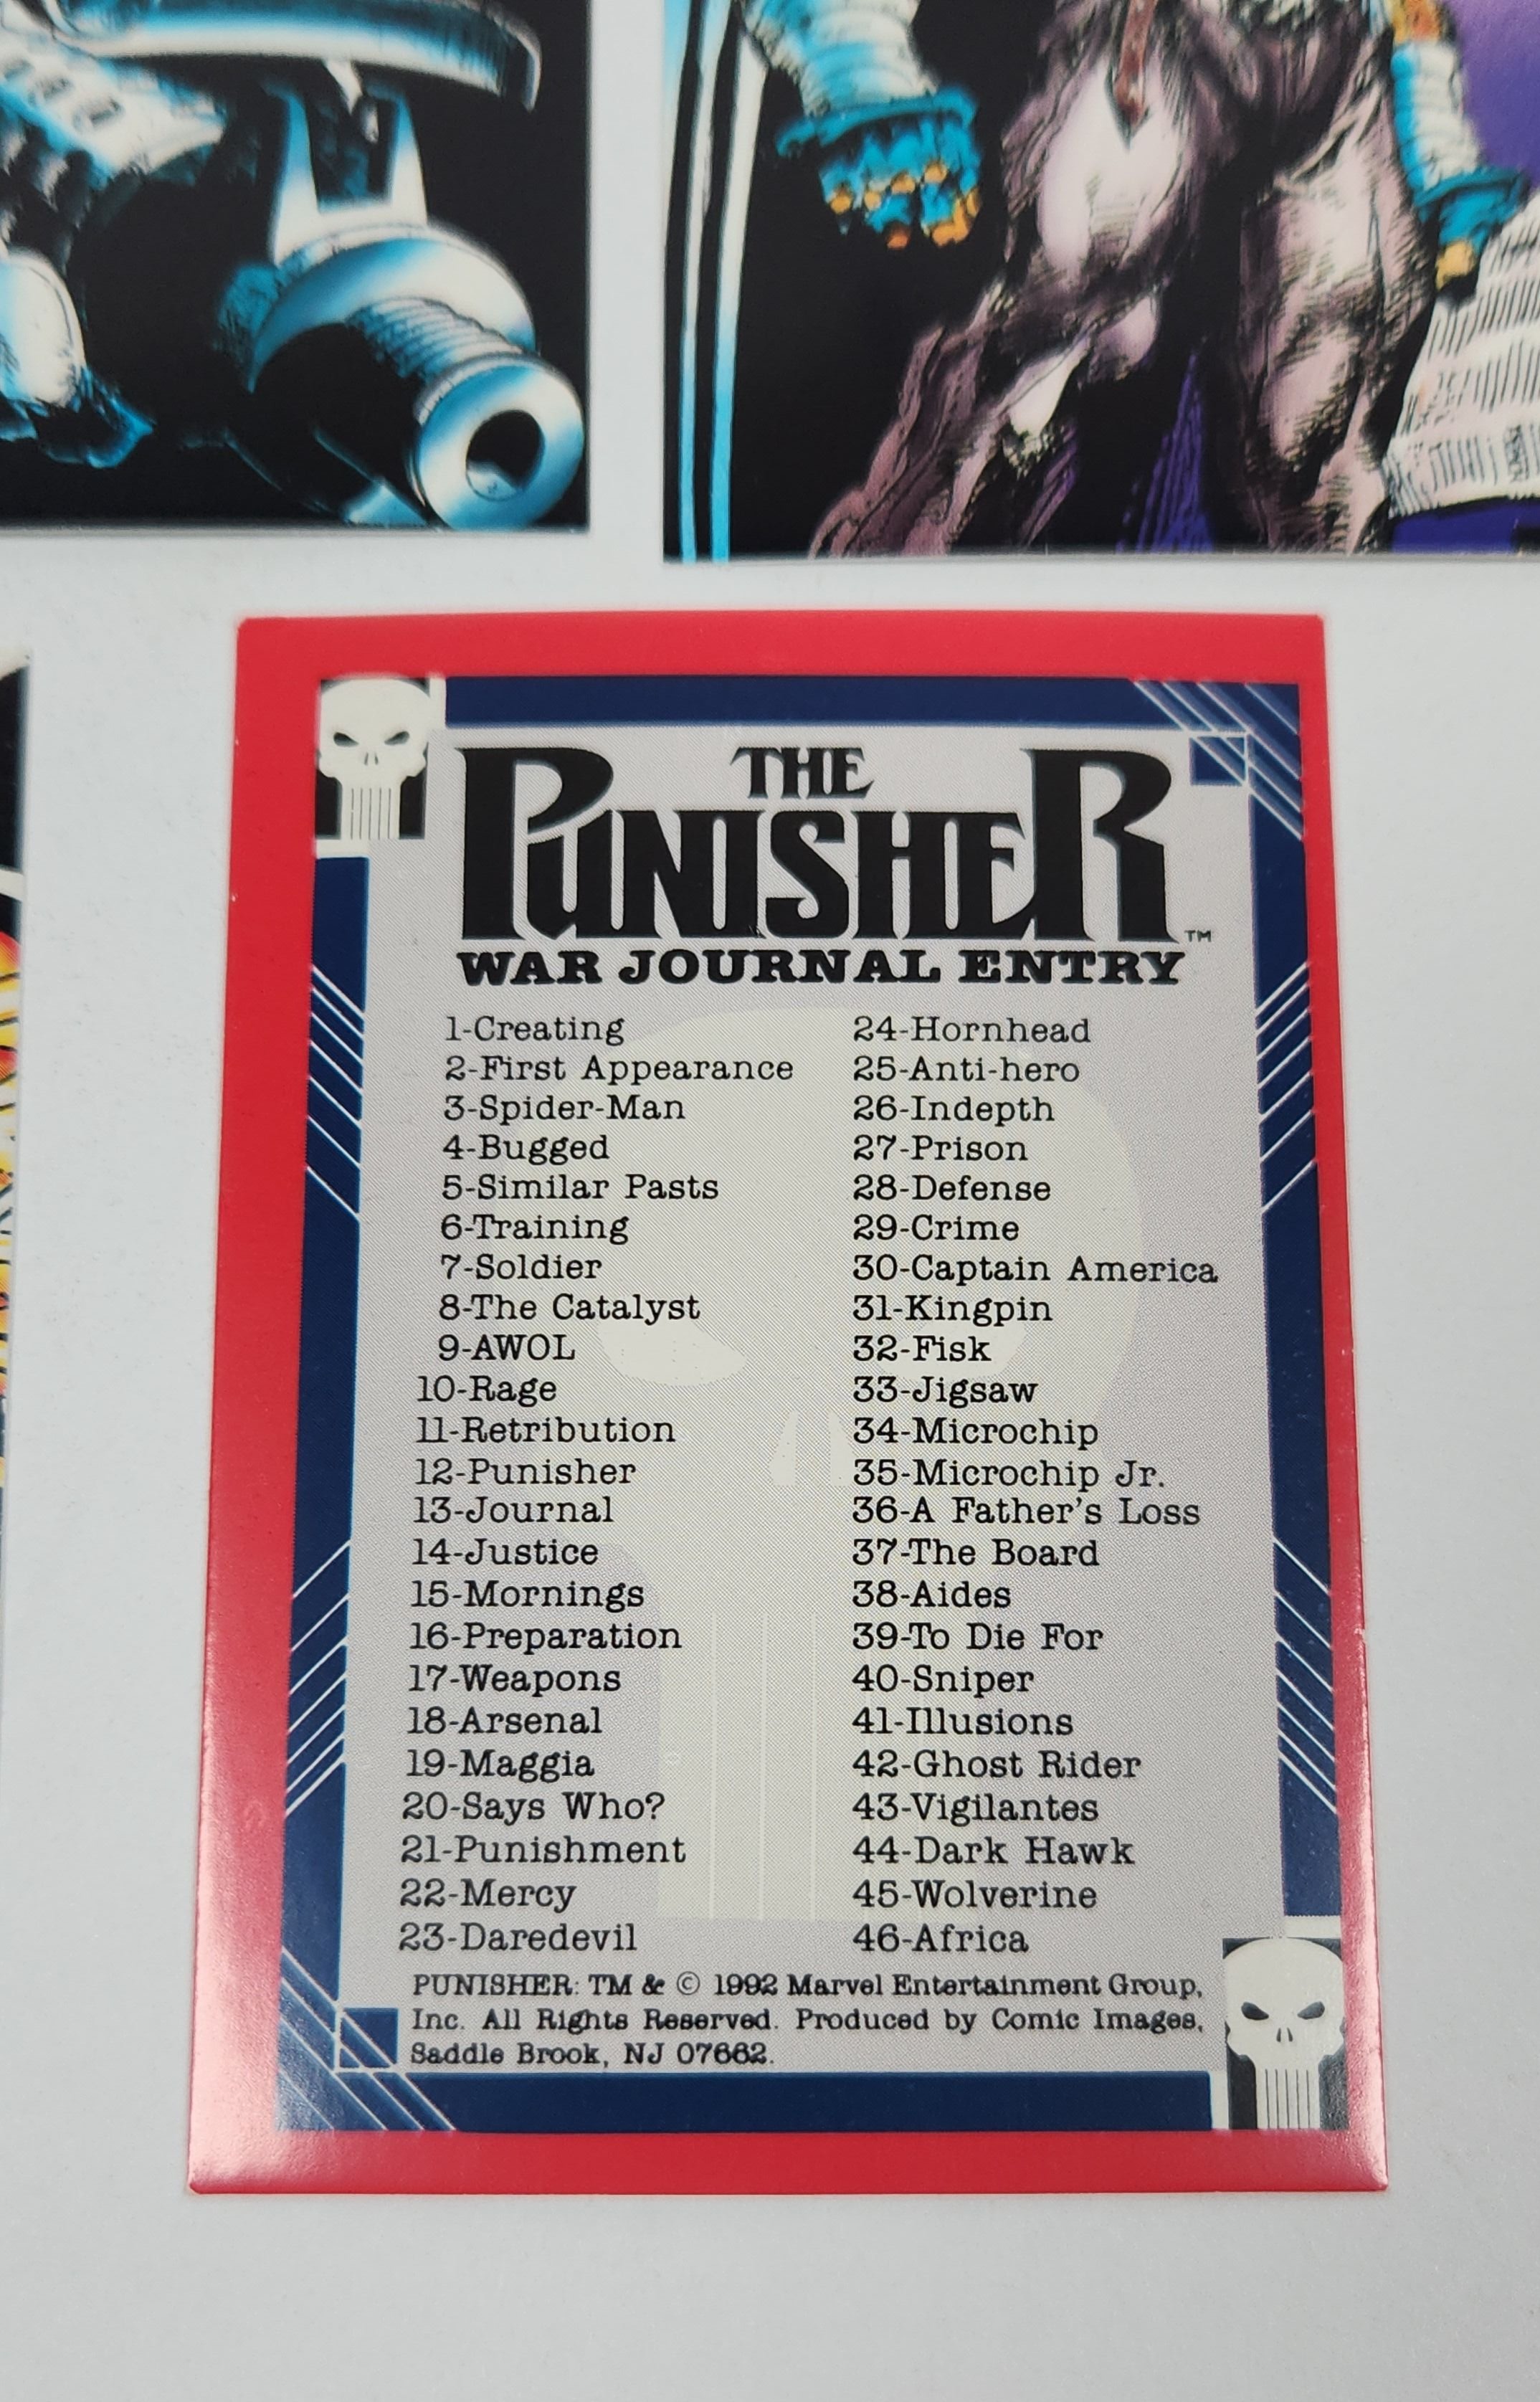 THE
PUNISHER™
WAR JOURNAL ENTRY
1-Creating
2-First Appearance
3-Spider-Man
4-Bugged
5-Similar Pasts
6-Training
7-Soldier
8-The Catalyst
9-AWOL
10-Rage
11-Retribution
12-Punisher
13-Journal
14-Justice
15-Mornings
16-Preparation
17-Weapons
18-Arsenal
19-Maggia
20-Says Who?
21-Punishment
22-Mercy
23-Daredevil
24-Hornhead
25-Anti-hero
26-Indepth
27-Prison
28-Defense
29-Crime
30-Captain America
31-Kingpin
32-Fisk
33-Jigsaw
34-Microchip
35-Microchip Jr.
36-A Father's Loss
37-The Board
38-Aides
39-To Die For
40-Sniper
41-Illusions
42-Ghost Rider
43-Vigilantes
44-Dark Hawk
45-Wolverine
46-Africa
PUNISHER: TM & © 1992 Marvel Entertainment Group,
Inc. All Rights Reserved. Produced by Comic Images,
Saddle Brook, NJ 07662.